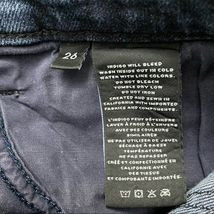 26
INDIGO WILL BLEED
WASH INSIDE OUT IN COLD
WATER WITH LIKE COLORS.
DO NOT BLEACH
TUMBLE DRY LOW
DO NOT IRON
CREATED AND SEWN IN
CALIFORNIA WITH IMPORTED
FABRICS AND COMPONENTS.
L'INDIGO PEUT DÉTEINDRE
LAVER À FROID À L'ENVERS
AVEC DES COULEURS
SIMILAIRES
NE PAS UTILISER DE JAVEL
SÉCHAGE À BASSE
TEMPÉRATURE
NE PAS REPASSER
CRÉÉ ET CONFECTIONNÉ
EN CALIFORNIE
AVEC DES TISSUS ET
COMPOSANTS IMPORTÉS